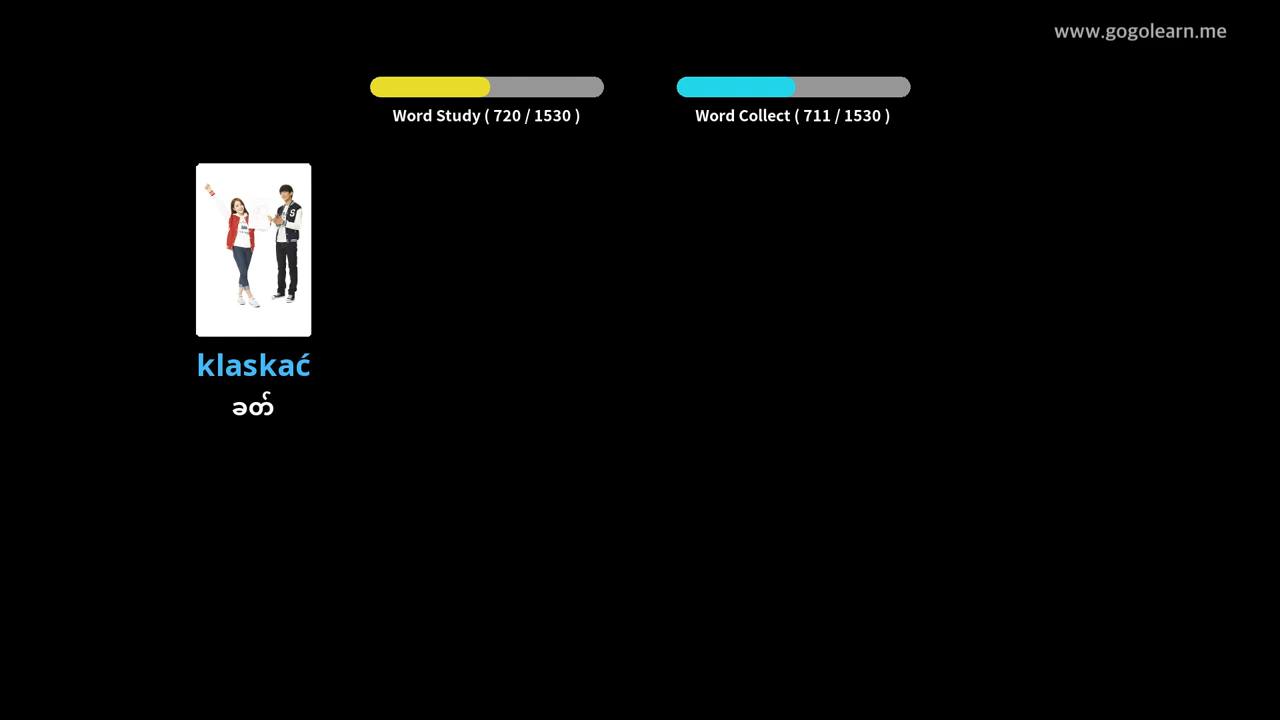 www.gogolearn.me
Word Study ( 720 / 1530 )
Word Collect ( 711 / 1530 )
klaskać
ခတ်